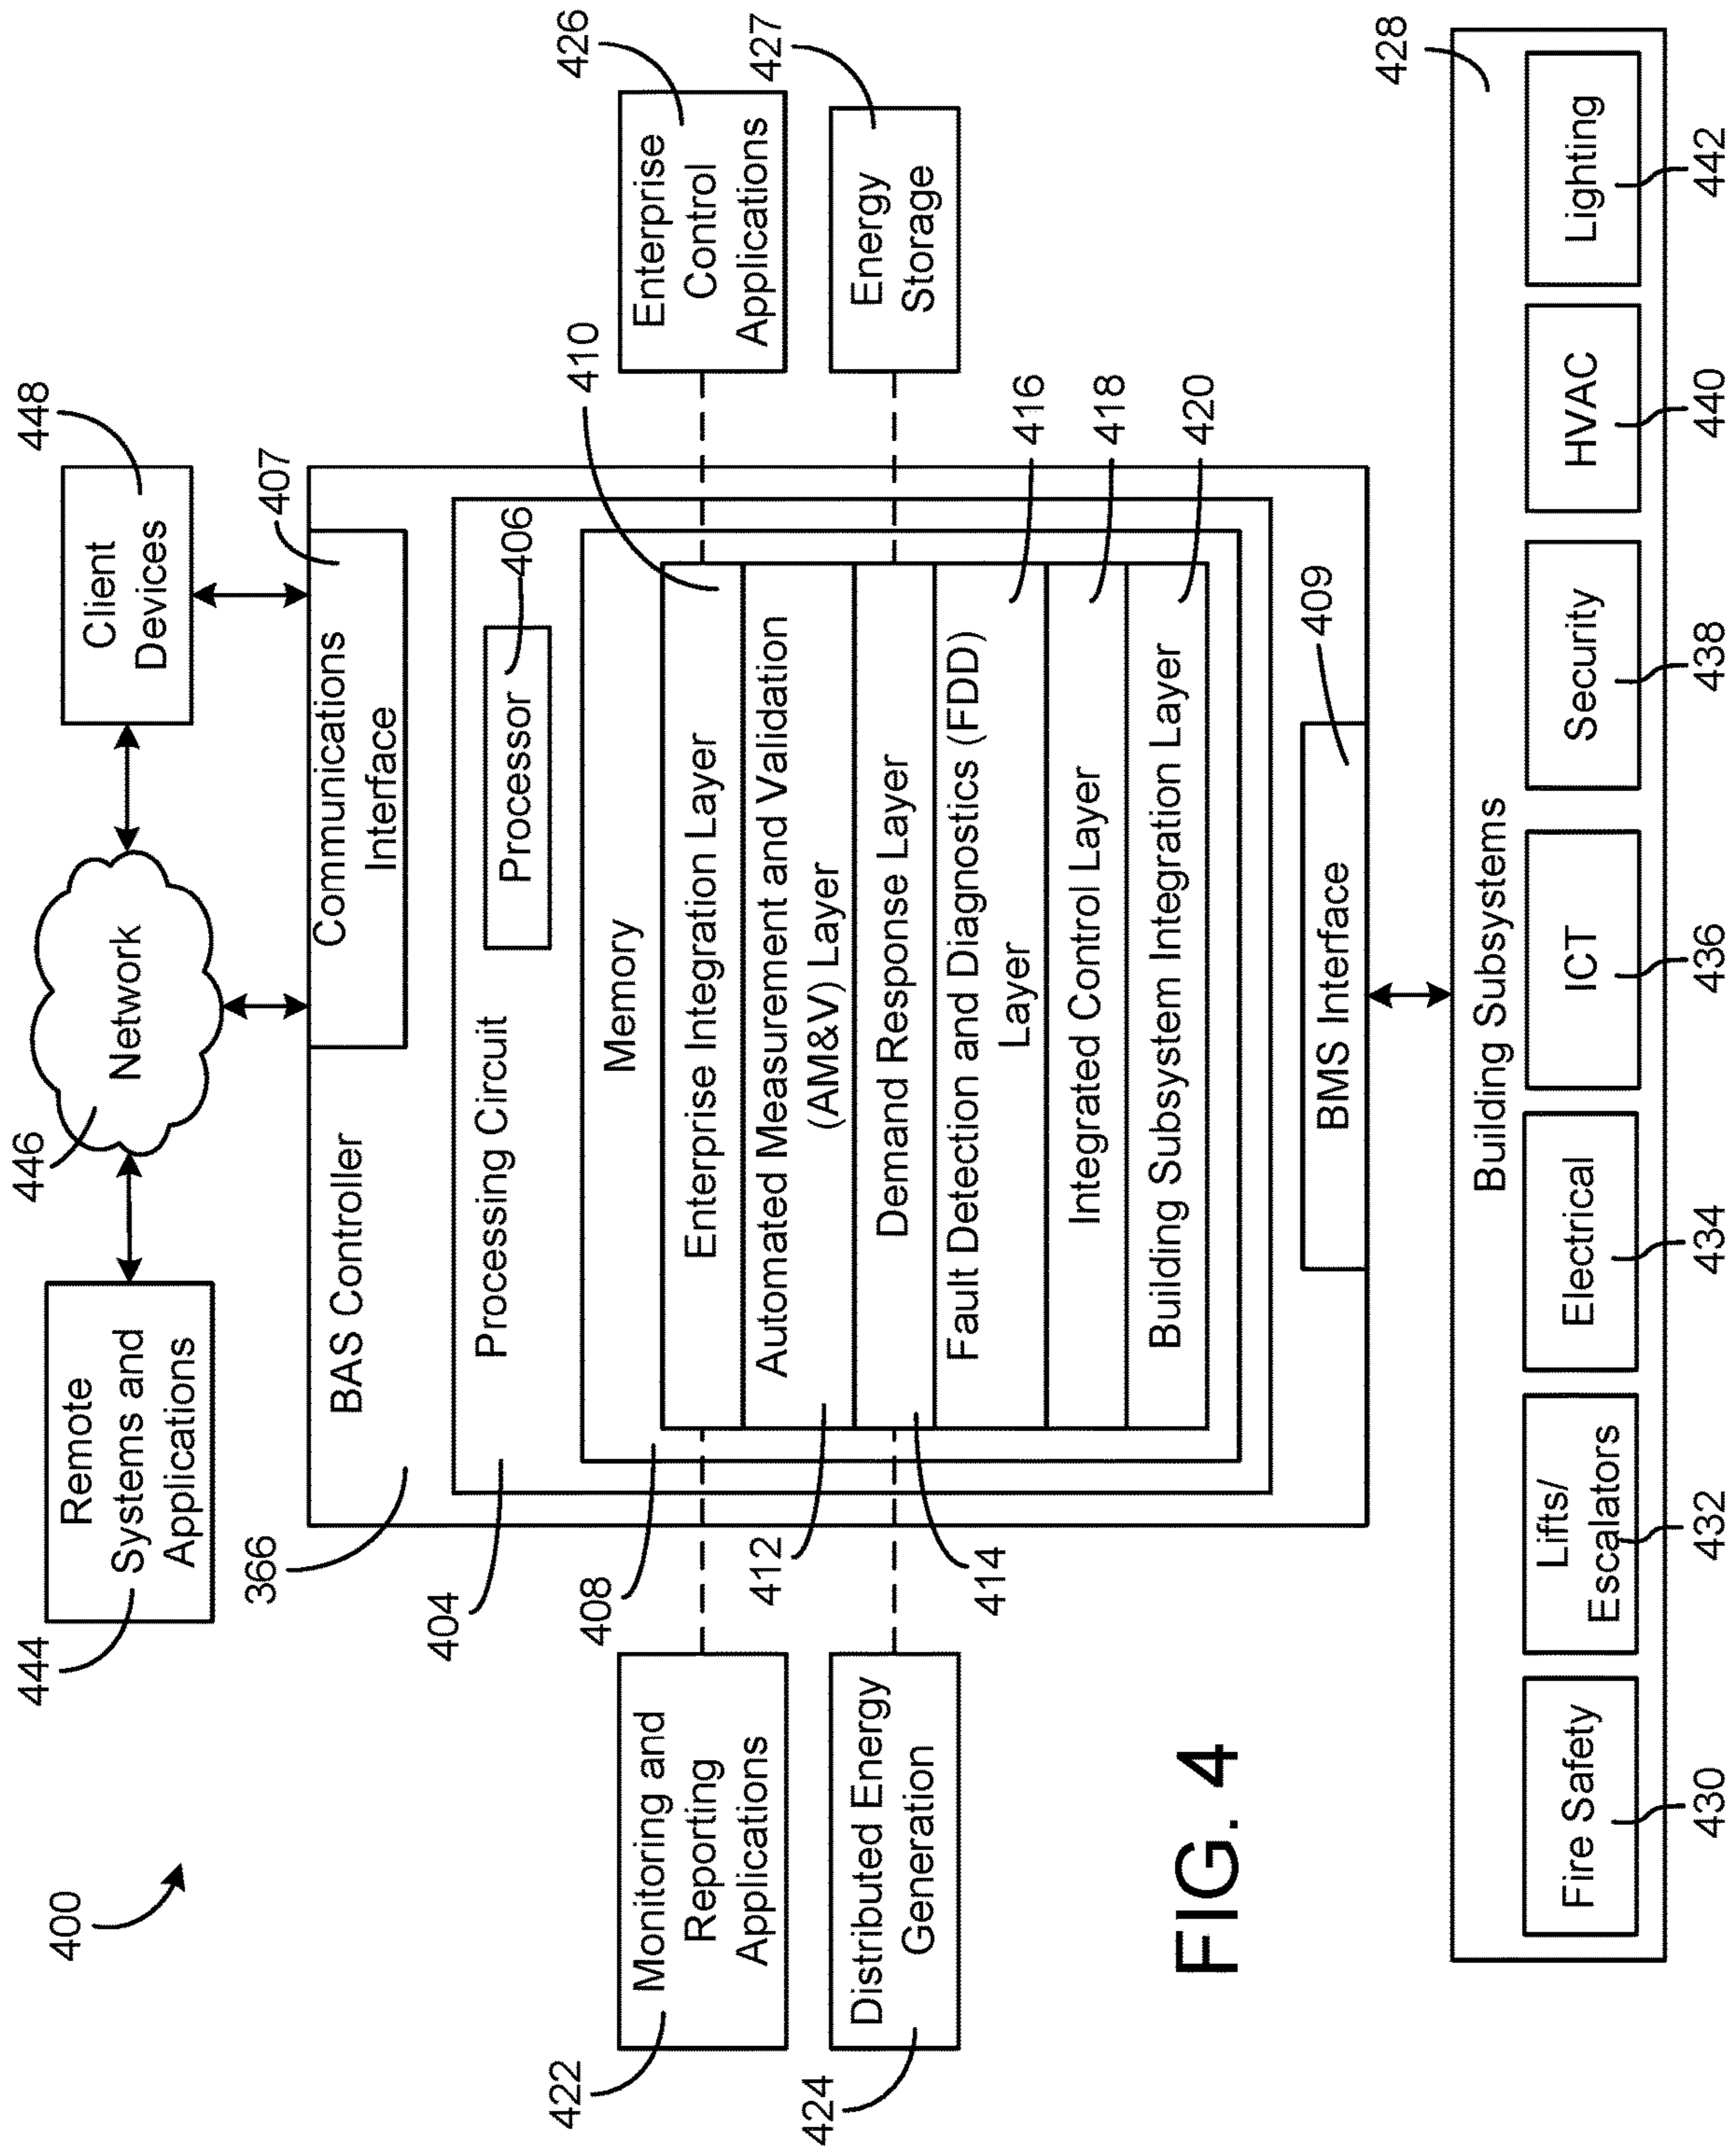 400
444
Remote
Systems and
Applications
446
Network
448
Client
Devices
366
BAS Controller
407
Communications
Interface
404
Processing Circuit
Processor
406
408
Memory
410
Enterprise Integration Layer
412
Automated Measurement and Validation
(AM&V) Layer
414
Demand Response Layer
Fault Detection and Diagnostics (FDD)
Layer
416
Integrated Control Layer
418
Building Subsystem Integration Layer
420
BMS Interface
409
422
Monitoring and
Reporting
Applications
424
Distributed Energy
Generation
426
Enterprise
Control
Applications
427
Energy
Storage
FIG. 4
428
Building Subsystems
Fire Safety
Lifts/
Escalators
Electrical
ICT
Security
HVAC
Lighting
430
432
434
436
438
440
442